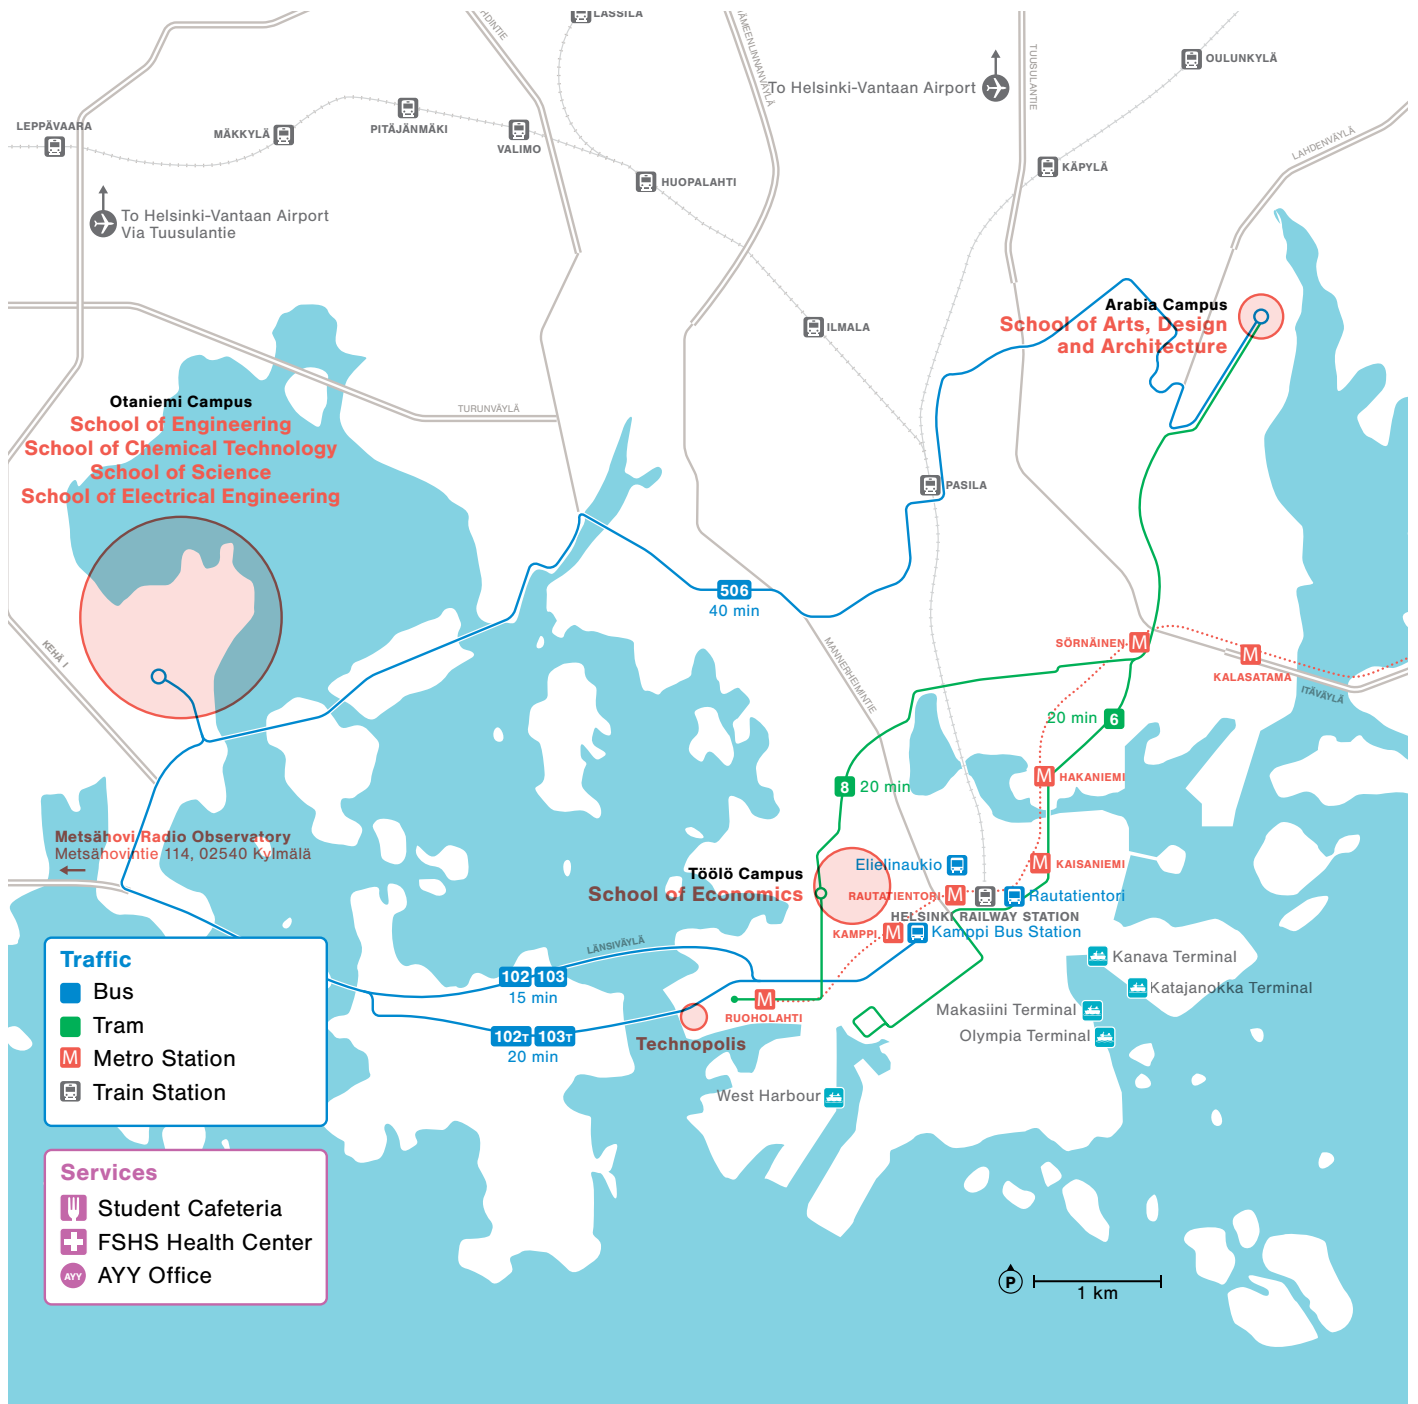 LASSILA
HDINTIE
ÄMEENLINNANVÄYLÄ
TUUSULANTIE
OULUNKYLÄ
To Helsinki-Vantaan Airport
LEPPÄVAARA
MÄKKYLÄ
PITÄJÄNMÄKI
VALIMO
LAHDENVÄYLÄ
KÄPYLÄ
HUOPALAHTI
To Helsinki-Vantaan Airport
Via Tuusulantie
Arabia Campus
School of Arts, Design
and Architecture
ILMALA
Otaniemi Campus
School of Engineering
School of Chemical Technology
School of Science
School of Electrical Engineering
TURUNVÄYLÄ
PASILA
506
40 min
KEHÄ I
MANNERHEIMINTIE
SÖRNÄINEN M
M
KALASATAMA
ITÄVÄYLÄ
20 min 6
M HAKANIEMI
8 20 min
Metsähovi Radio Observatory
Metsähovintie 114, 02540 Kylmälä
Töölö Campus
School of Economics
Elielinaukio
M KAISANIEMI
RAUTATIENTORI M
Rautatientori
HELSINKI RAILWAY STATION
KAMPPI M
Kamppi Bus Station
LÄNSIVÄYLÄ
102 103
15 min
Kanava Terminal
Katajanokka Terminal
M
RUOHOLAHTI
Makasiini Terminal
Olympia Terminal
102T 103T
20 min
Technopolis
West Harbour
Traffic
Bus
Tram
M Metro Station
Train Station
Services
Student Cafeteria
FSHS Health Center
AYY AYY Office
P
1 km